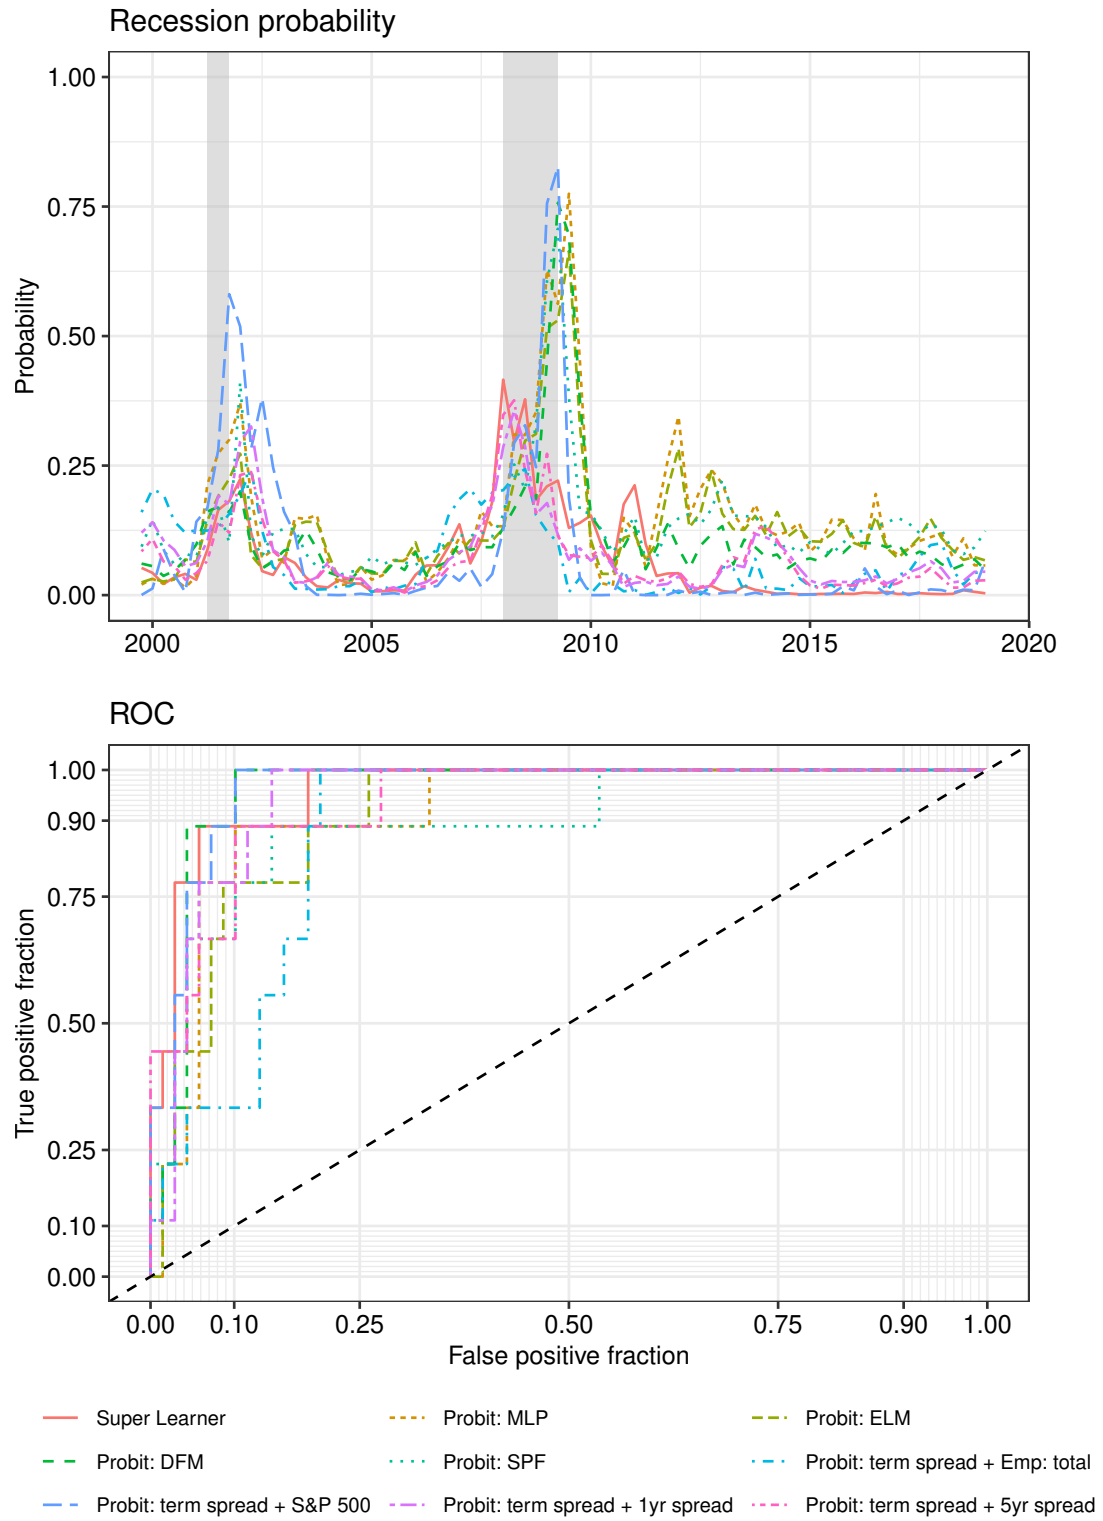 Recession probability
1.00
0.75
0.50
0.25
0.00
Probability
2000 2005 2010 2015 2020
ROC
1.00
0.90
0.75
0.50
0.25
0.10
0.00
True positive fraction
0.00 0.10 0.25 0.50 0.75 0.90 1.00
False positive fraction
Super Learner Probit: MLP Probit: ELM
Probit: DFM Probit: SPF Probit: term spread + Emp: total
Probit: term spread + S&P 500 Probit: term spread + 1yr spread Probit: term spread + 5yr spread